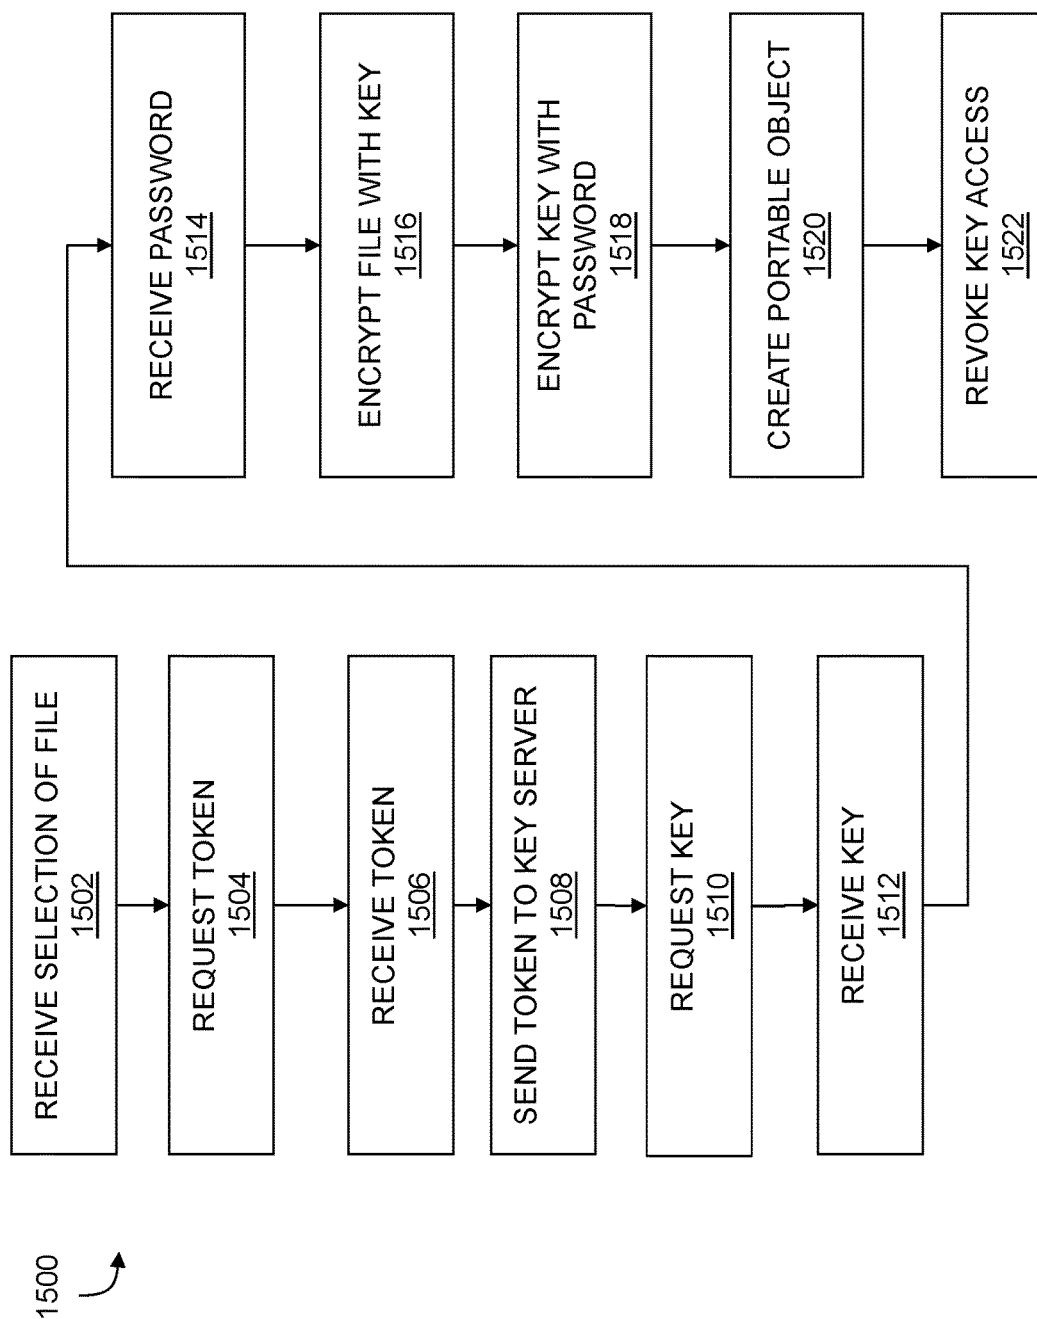 1500
RECEIVE SELECTION OF FILE
1502
REQUEST TOKEN
1504
RECEIVE TOKEN
1506
SEND TOKEN TO KEY SERVER
1508
REQUEST KEY
1510
RECEIVE KEY
1512
RECEIVE PASSWORD
1514
ENCRYPT FILE WITH KEY
1516
ENCRYPT KEY WITH
PASSWORD
1518
CREATE PORTABLE OBJECT
1520
REVOKE KEY ACCESS
1522